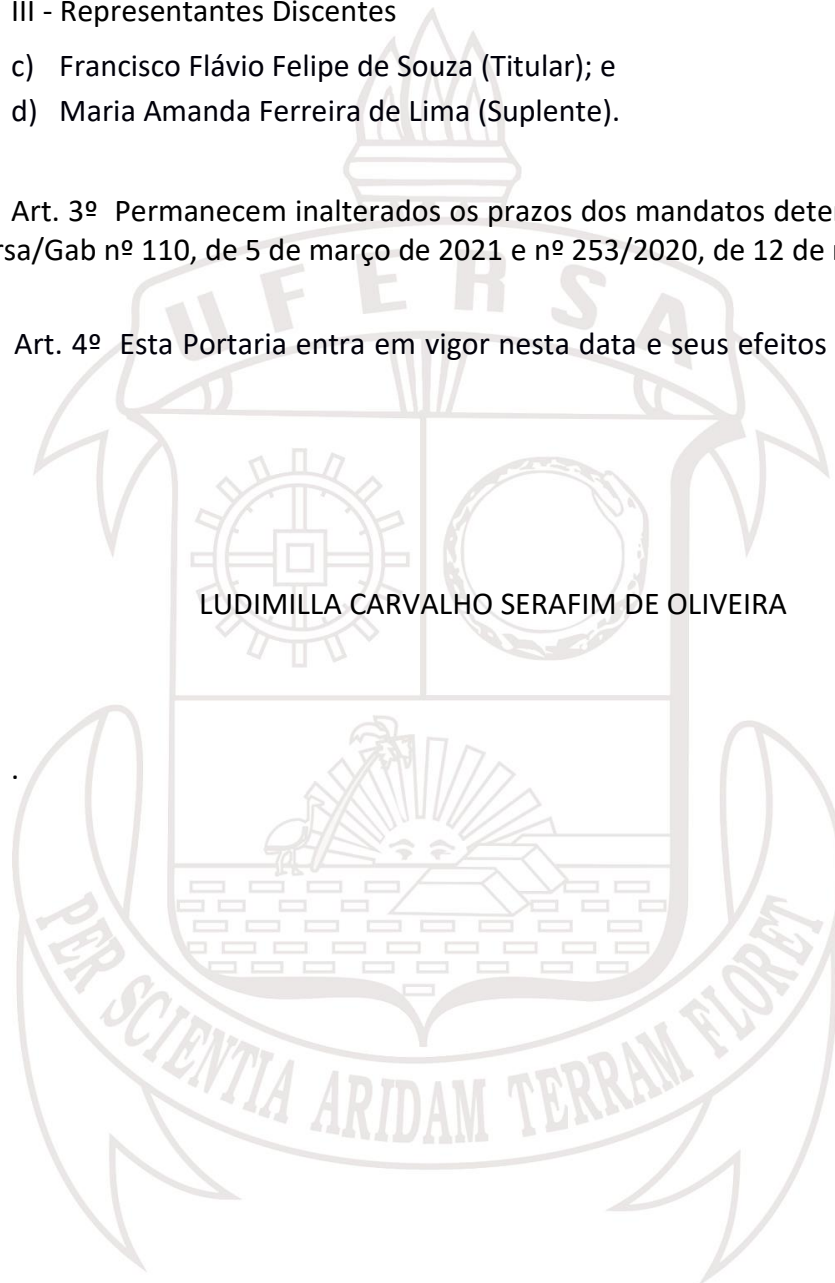 III - Representantes Discentes
c) Francisco Flávio Felipe de Souza (Titular); e
d) Maria Amanda Ferreira de Lima (Suplente).
Art. 3º Permanecem inalterados os prazos dos mandatos deter
rsa/Gab nº 110, de 5 de março de 2021 e nº 253/2020, de 12 de
Art. 4º Esta Portaria entra em vigor nesta data e seus efeitos
UFERSA
LUDIMILLA CARVALHO SERAFIM DE OLIVEIRA
.
PER SCIENTIA ARIDAM TERRAM FLORET